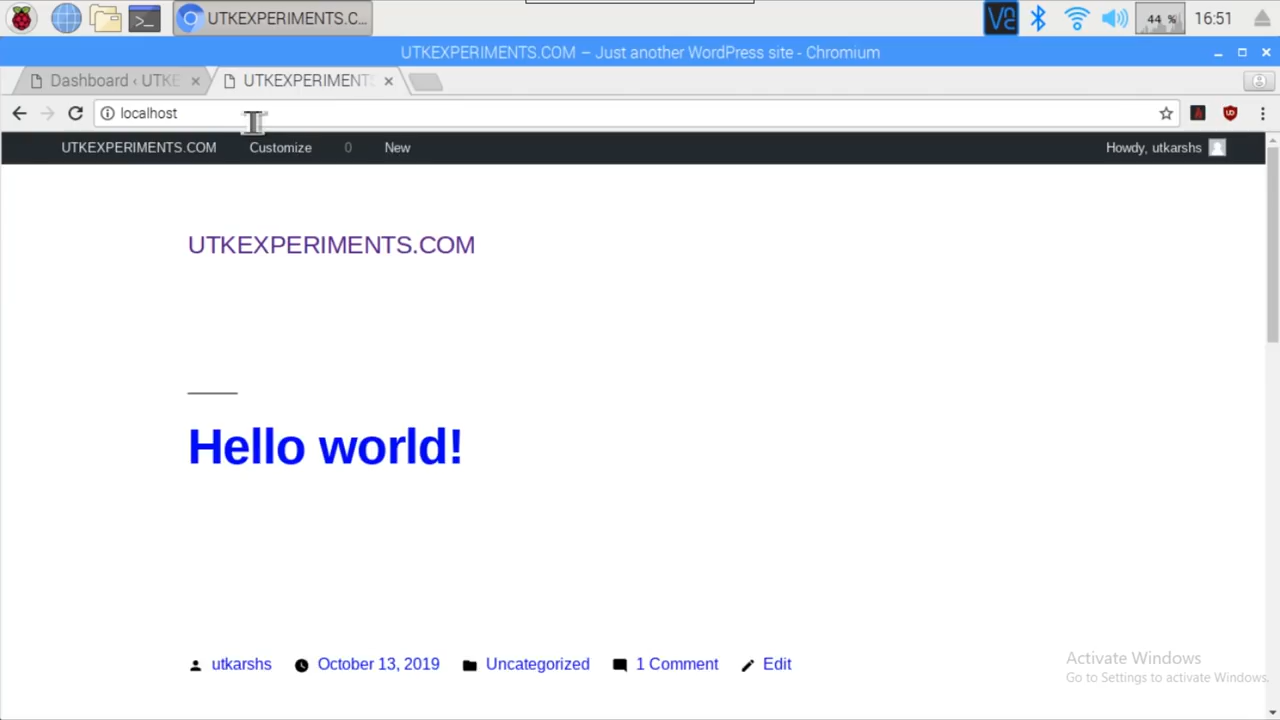 UTKEXPERIMENTS.C...
44 %
16:51
UTKEXPERIMENTS.COM – Just another WordPress site - Chromium
Dashboard ‹ UTKE
UTKEXPERIMENT
localhost
UTKEXPERIMENTS.COM Customize 0 New Howdy, utkarshs
UTKEXPERIMENTS.COM
Hello world!
utkarshs October 13, 2019 Uncategorized 1 Comment Edit
Activate Windows
Go to Settings to activate Windows.